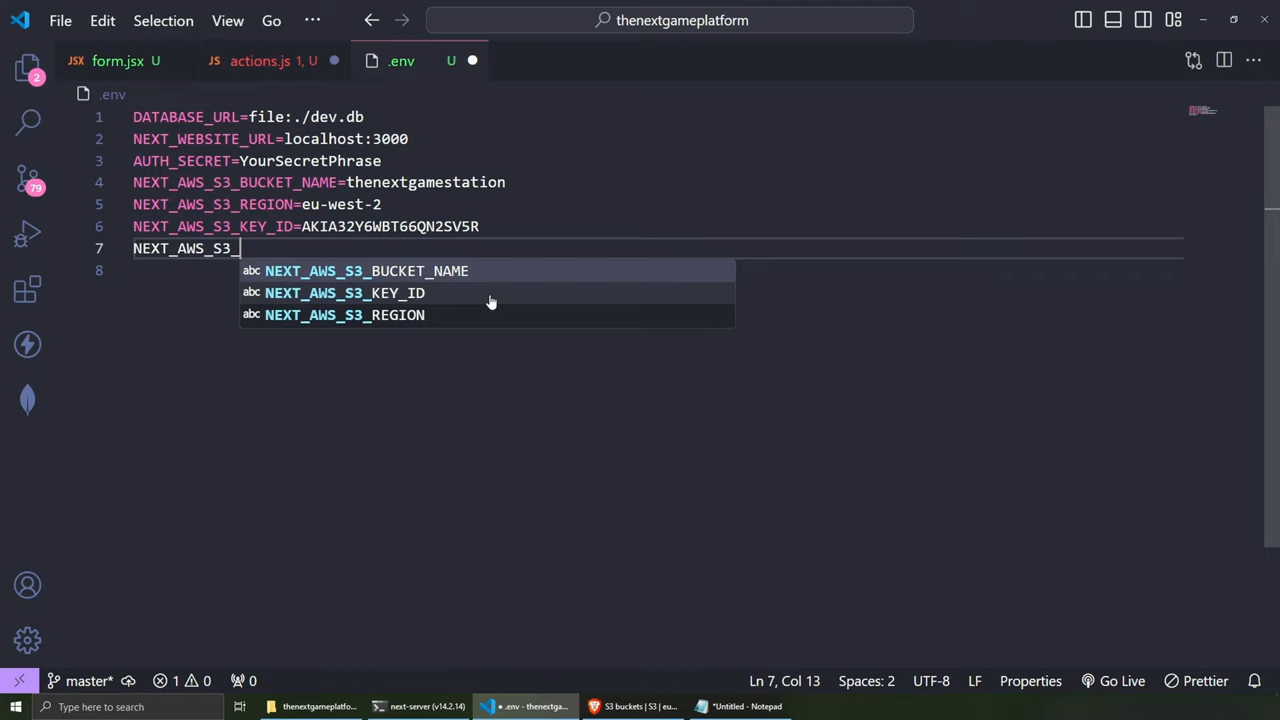 File Edit Selection View Go ··· thenextgameplatform
JSX form.jsx U JS actions.js 1, U .env U
.env
1 DATABASE_URL=file:./dev.db
2 NEXT_WEBSITE_URL=localhost:3000
3 AUTH_SECRET=YourSecretPhrase
4 NEXT_AWS_S3_BUCKET_NAME=thenextgamestation
5 NEXT_AWS_S3_REGION=eu-west-2
6 NEXT_AWS_S3_KEY_ID=AKIA32Y6WBT66QN2SV5R
7 NEXT_AWS_S3_
8
abc NEXT_AWS_S3_BUCKET_NAME
abc NEXT_AWS_S3_KEY_ID
abc NEXT_AWS_S3_REGION
2
79
master* 1 0 0 Ln 7, Col 13 Spaces: 2 UTF-8 LF Properties Go Live Prettier
Type here to search thenextgameplatfo... next-server (v14.2.14) • .env - thenextga... S3 buckets | S3 | eu... *Untitled - Notepad